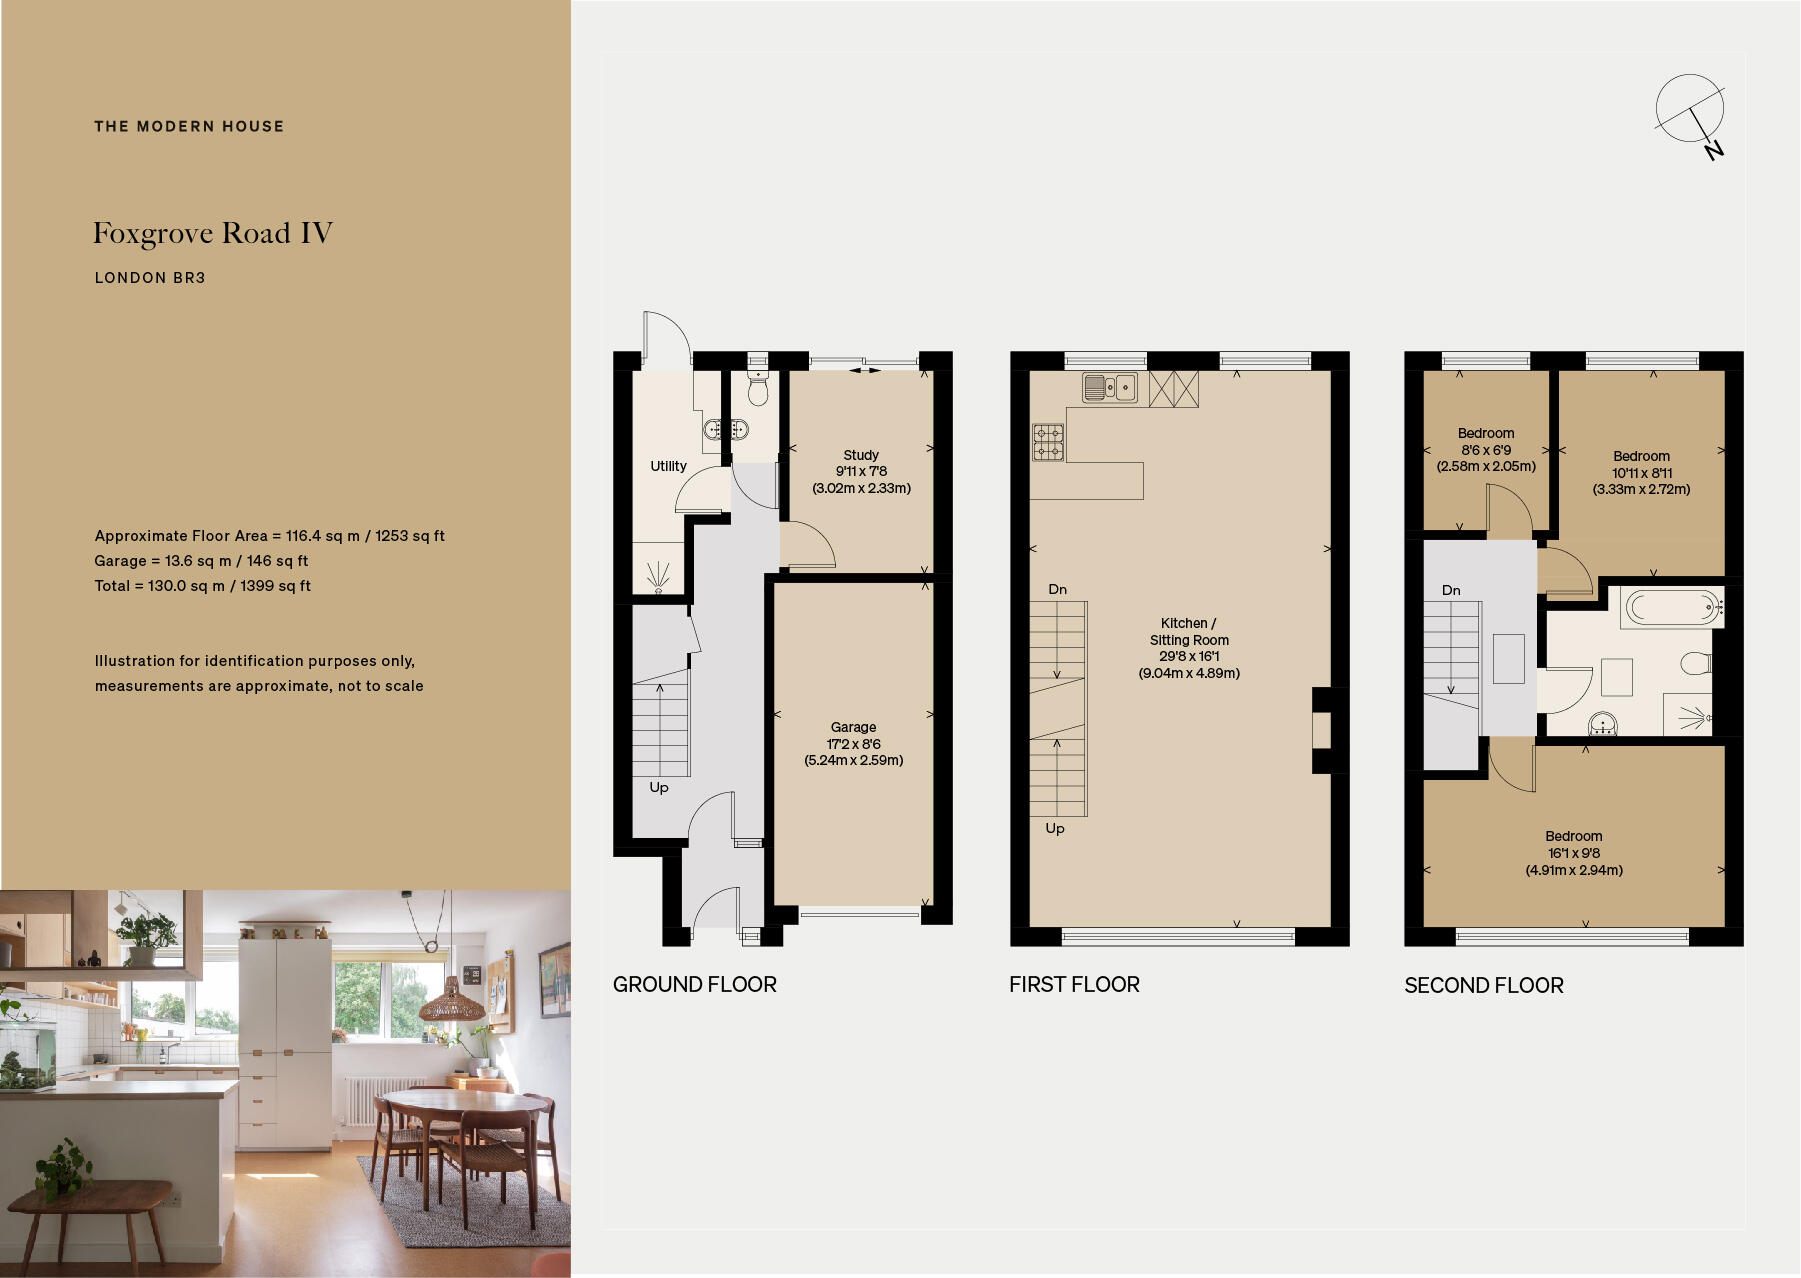 THE MODERN HOUSE
Foxgrove Road IV
LONDON BR3
Approximate Floor Area = 116.4 sq m / 1253 sq ft
Garage = 13.6 sq m / 146 sq ft
Total = 130.0 sq m / 1399 sq ft
Illustration for identification purposes only,
measurements are approximate, not to scale
N
Utility
Study
9'11 x 7'8
(3.02m x 2.33m)
Garage
17'2 x 8'6
(5.24m x 2.59m)
Up
GROUND FLOOR
Dn
Kitchen /
Sitting Room
29'8 x 16'1
(9.04m x 4.89m)
Up
FIRST FLOOR
Bedroom
8'6 x 6'9
(2.58m x 2.05m)
Bedroom
10'11 x 8'11
(3.33m x 2.72m)
Dn
Bedroom
16'1 x 9'8
(4.91m x 2.94m)
SECOND FLOOR